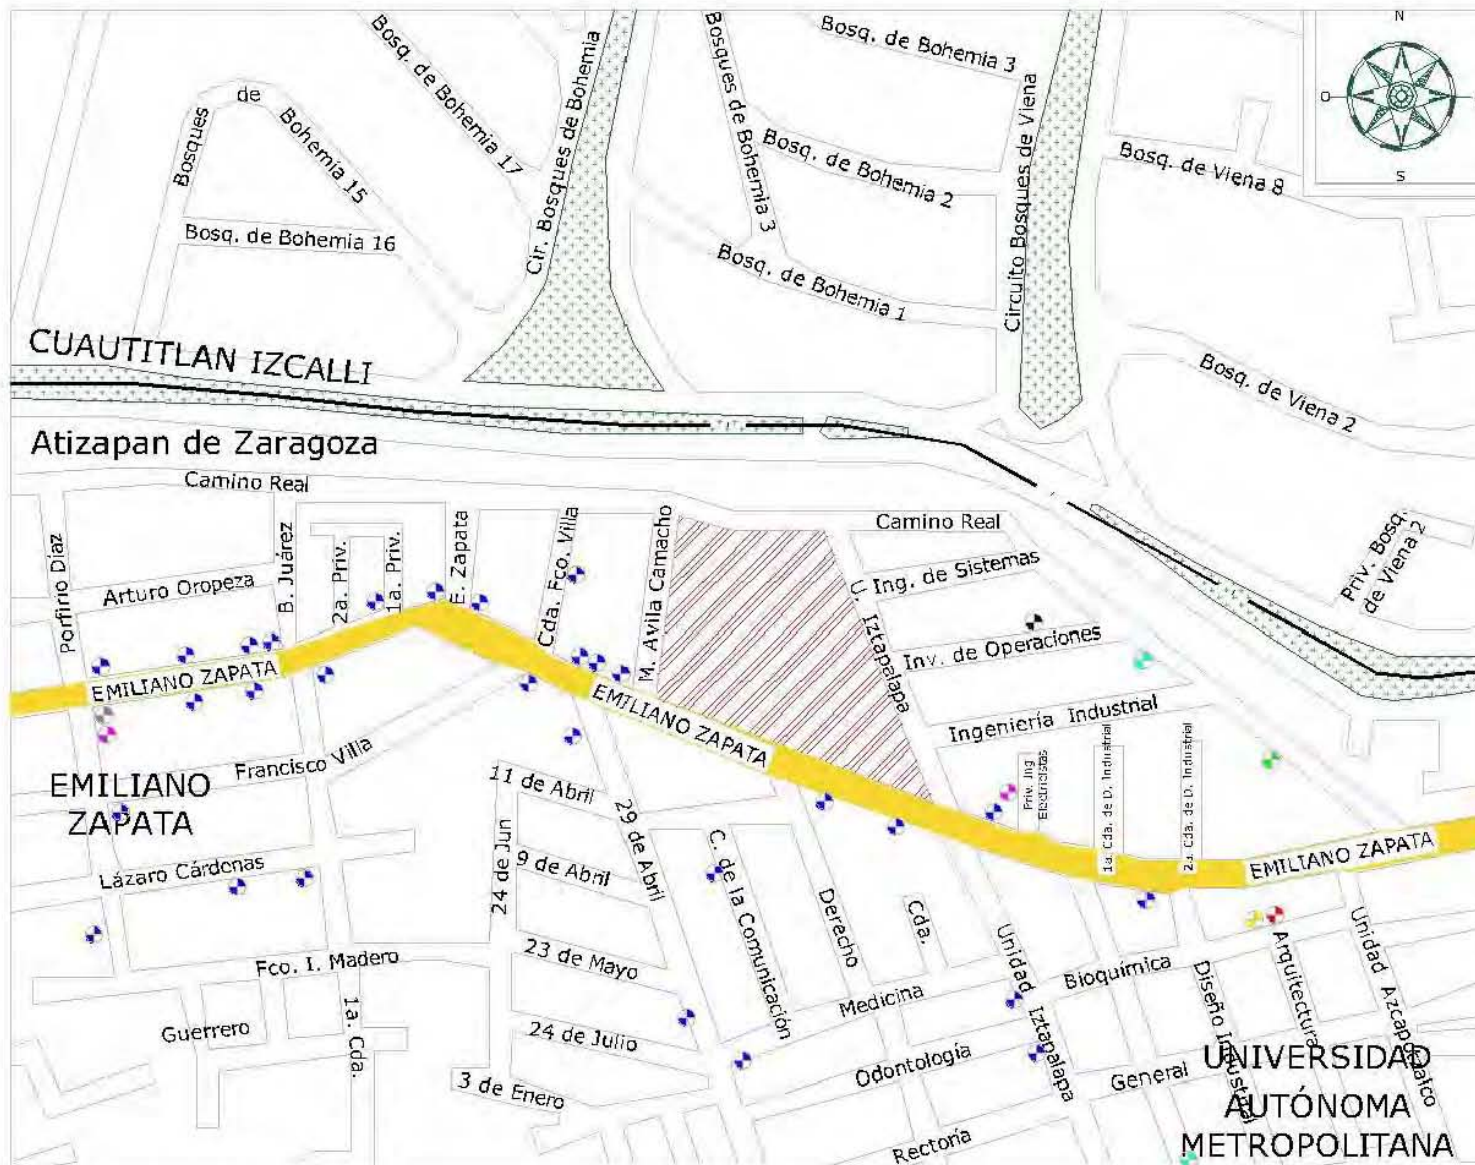 N
O
S
Bosques de Bohemia 15
Bosq. de Bohemia 16
Bosq. de Bohemia 17
Cir. Bosques de Bohemia
Bosques de Bohemia 3
Bosq. de Bohemia 3
Bosq. de Bohemia 2
Bosq. de Bohemia 1
Circuito Bosques de Viena
Bosq. de Viena 8
Bosq. de Viena 2
Priv. Bosq.
de Viena 2
CUAUTITLAN IZCALLI
Atizapan de Zaragoza
Camino Real
Camino Real
Porfirio Díaz
Arturo Oropeza
B. Juárez
2a. Priv.
1a. Priv.
E. Zapata
Cda. Fco. Villa
M. Avila Camacho
U. Iztapalapa
Ing. de Sistemas
Inv. de Operaciones
Ingeniería Industrial
Priv. Ing
Electricistas
1a. Cda. de D. Industrial
2a. Cda. de D. Industrial
EMILIANO ZAPATA
EMILIANO ZAPATA
EMILIANO ZAPATA
EMILIANO
ZAPATA
Francisco Villa
Lázaro Cárdenas
Fco. I. Madero
Guerrero
1a. Cda.
11 de Abril
24 de Jun
9 de Abril
29 de Abril
23 de Mayo
24 de Julio
3 de Enero
C. de la Comunicación
Derecho
Cda.
Medicina
Odontología
Rectoría
Unidad Iztapalapa
Bioquímica
General
Diseño Industrial
Arquitectura
Unidad Azcapotzalco
UNIVERSIDAD
AUTÓNOMA
METROPOLITANA